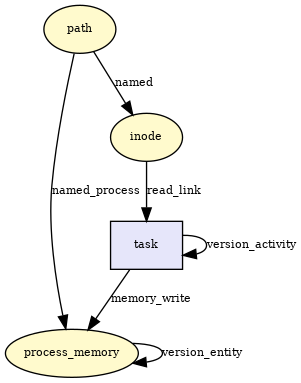 path
named
inode
named_process
read_link
task
version_activity
memory_write
process_memory
version_entity